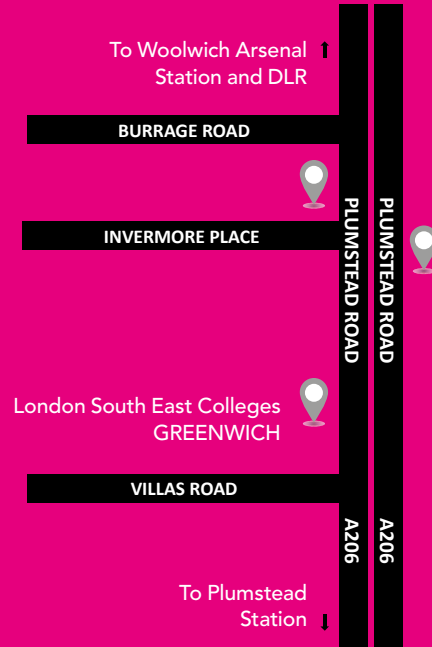 To Woolwich Arsenal
Station and DLR
BURRAGE ROAD
INVERMORE PLACE
PLUMSTEAD ROAD
PLUMSTEAD ROAD
London South East Colleges
GREENWICH
VILLAS ROAD
A206
A206
To Plumstead
Station